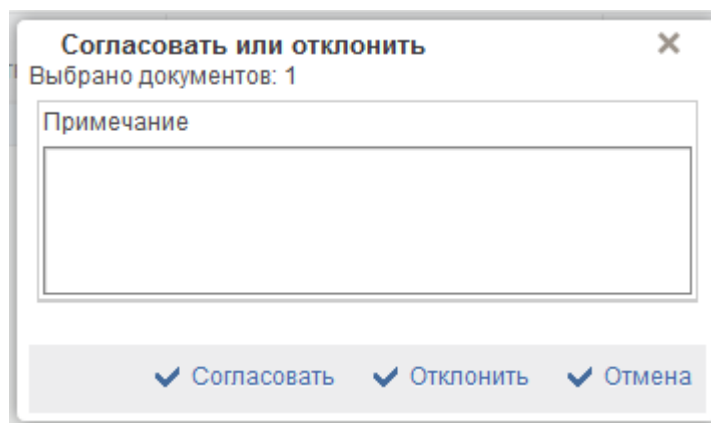 Согласовать или отклонить
Выбрано документов: 1
Примечание
Согласовать Отклонить Отмена